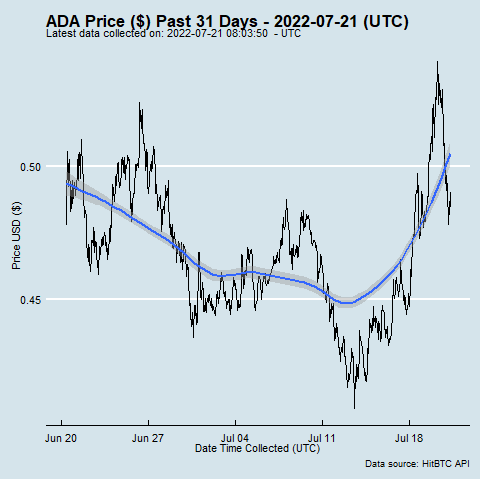 ADA Price ($) Past 31 Days - 2022-07-21 (UTC)
Latest data collected on: 2022-07-21 08:03:50 - UTC
Price USD ($)
0.50
0.45
Jun 20 Jun 27 Jul 04 Jul 11 Jul 18
Date Time Collected (UTC)
Data source: HitBTC API